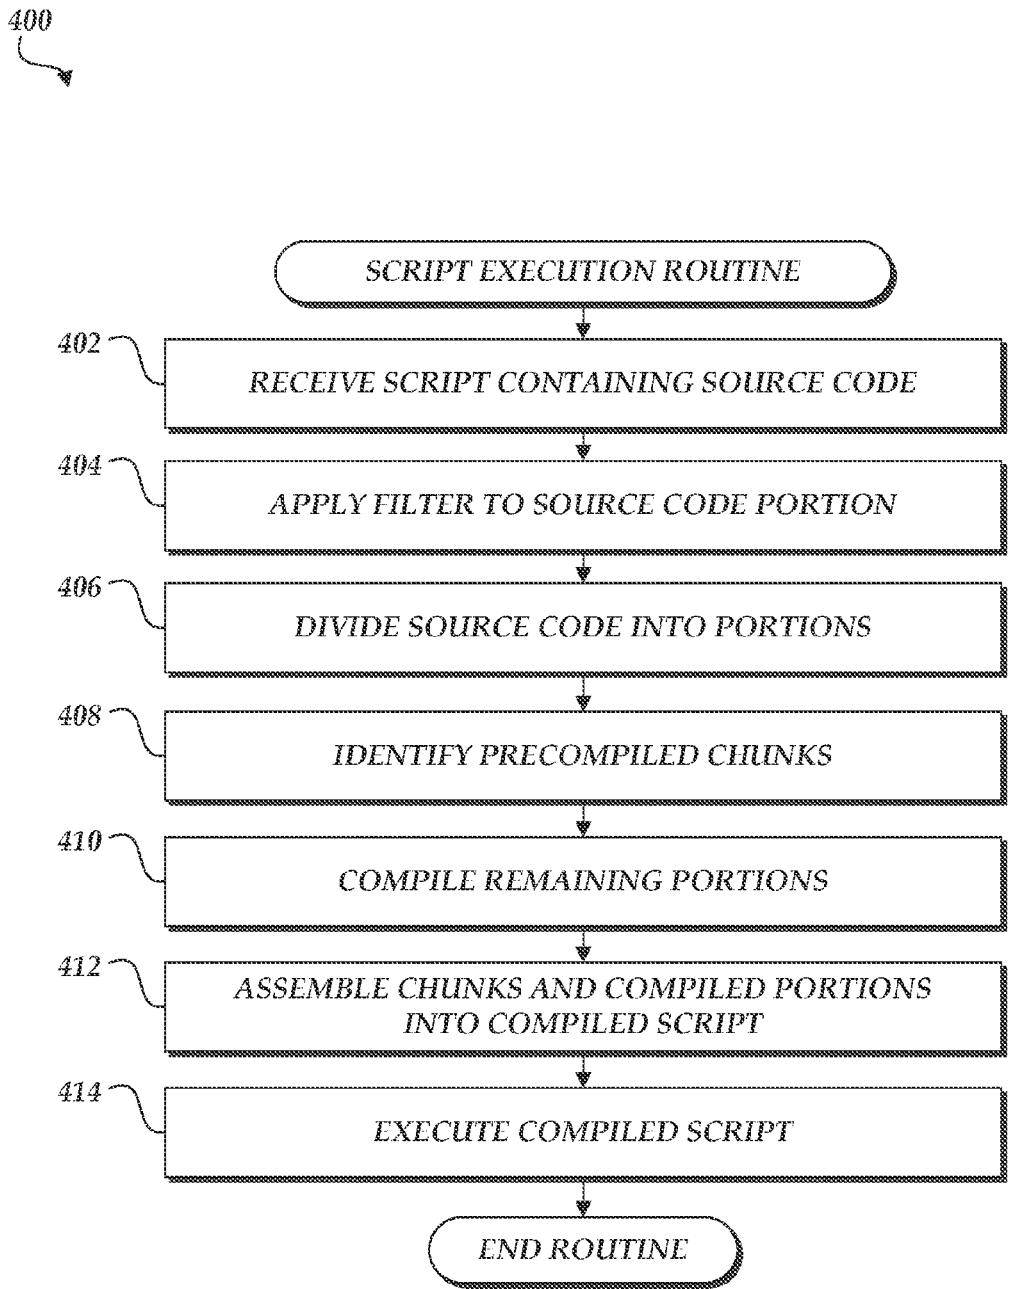 400
SCRIPT EXECUTION ROUTINE
402
RECEIVE SCRIPT CONTAINING SOURCE CODE
404
APPLY FILTER TO SOURCE CODE PORTION
406
DIVIDE SOURCE CODE INTO PORTIONS
408
IDENTIFY PRECOMPILED CHUNKS
410
COMPILE REMAINING PORTIONS
412
ASSEMBLE CHUNKS AND COMPILED PORTIONS
INTO COMPILED SCRIPT
414
EXECUTE COMPILED SCRIPT
END ROUTINE